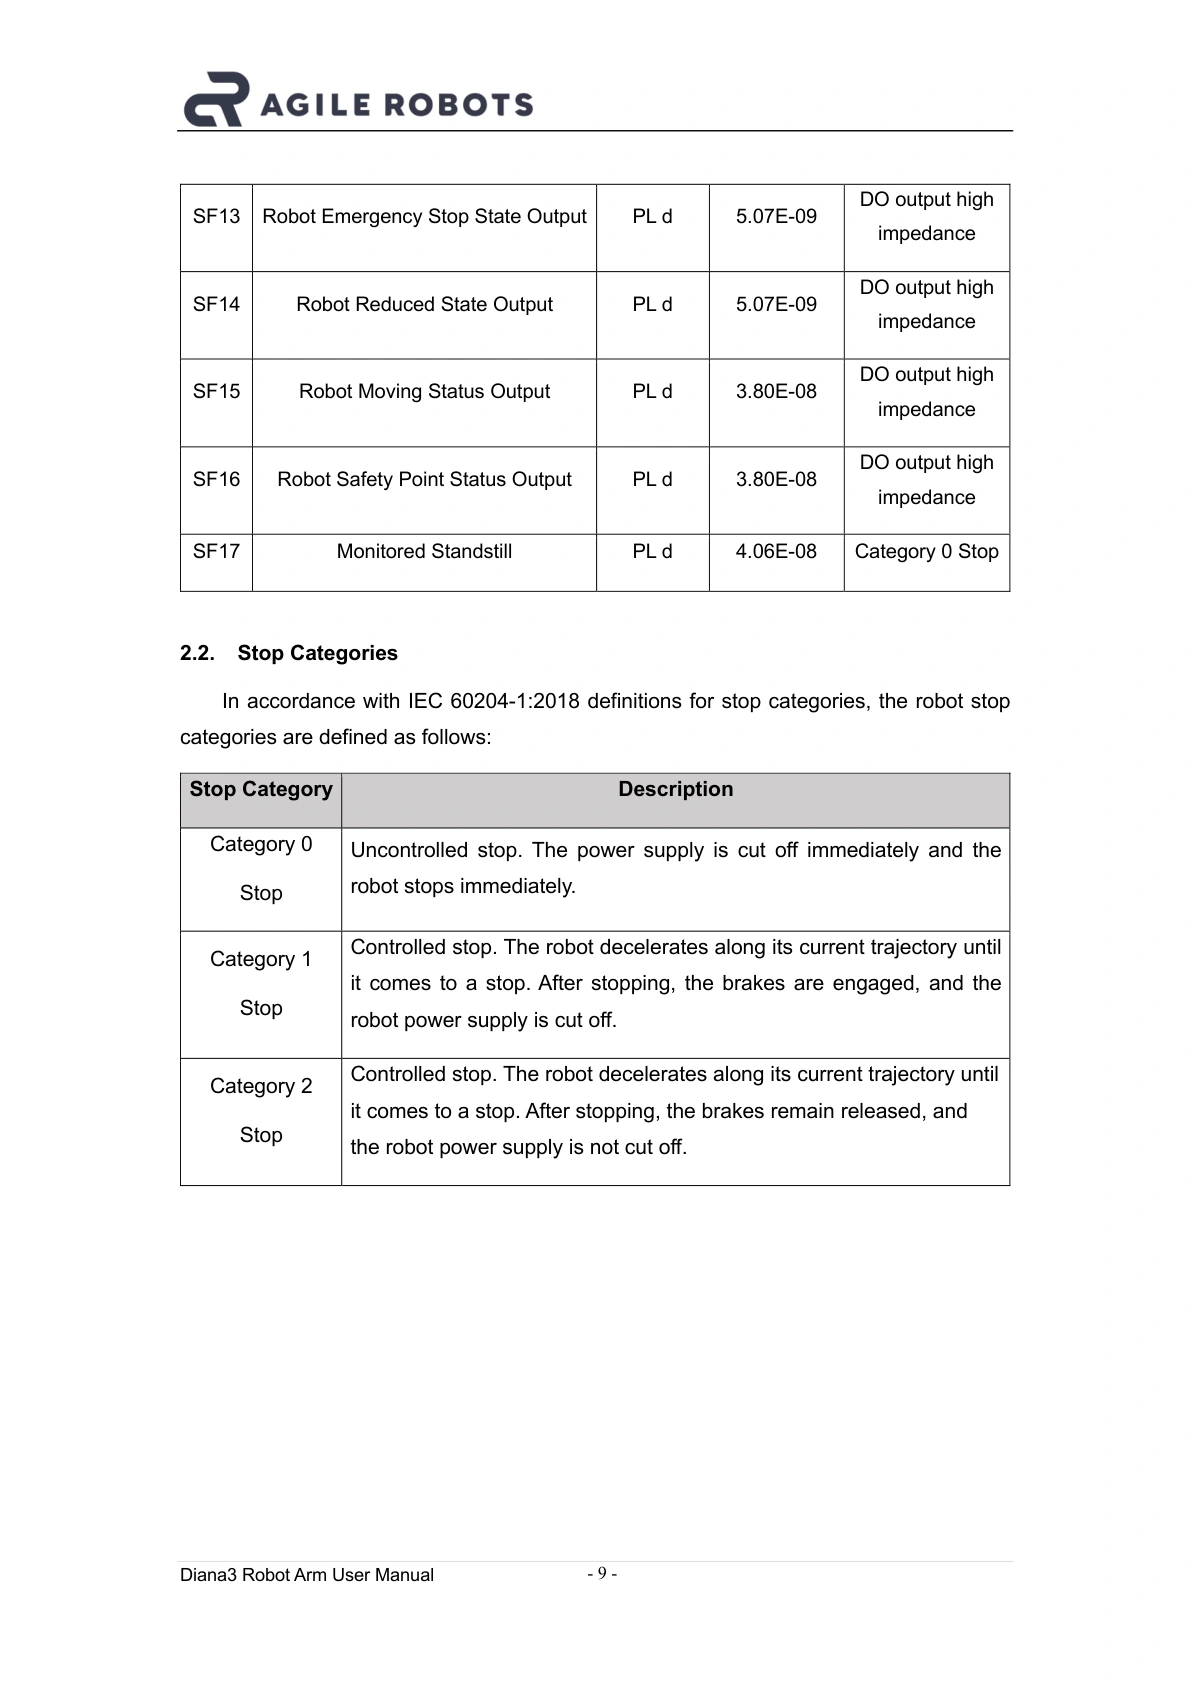 AGILE ROBOTS
SF13 Robot Emergency Stop State Output PL d 5.07E-09 DO output high
impedance
SF14 Robot Reduced State Output PL d 5.07E-09 DO output high
impedance
SF15 Robot Moving Status Output PL d 3.80E-08 DO output high
impedance
SF16 Robot Safety Point Status Output PL d 3.80E-08 DO output high
impedance
SF17 Monitored Standstill PL d 4.06E-08 Category 0 Stop
2.2. Stop Categories
In accordance with IEC 60204-1:2018 definitions for stop categories, the robot stop
categories are defined as follows:
Stop Category Description
Category 0
Stop
Uncontrolled stop. The power supply is cut off immediately and the
robot stops immediately.
Category 1
Stop
Controlled stop. The robot decelerates along its current trajectory until
it comes to a stop. After stopping, the brakes are engaged, and the
robot power supply is cut off.
Category 2
Stop
Controlled stop. The robot decelerates along its current trajectory until
it comes to a stop. After stopping, the brakes remain released, and
the robot power supply is not cut off.
Diana3 Robot Arm User Manual - 9 -